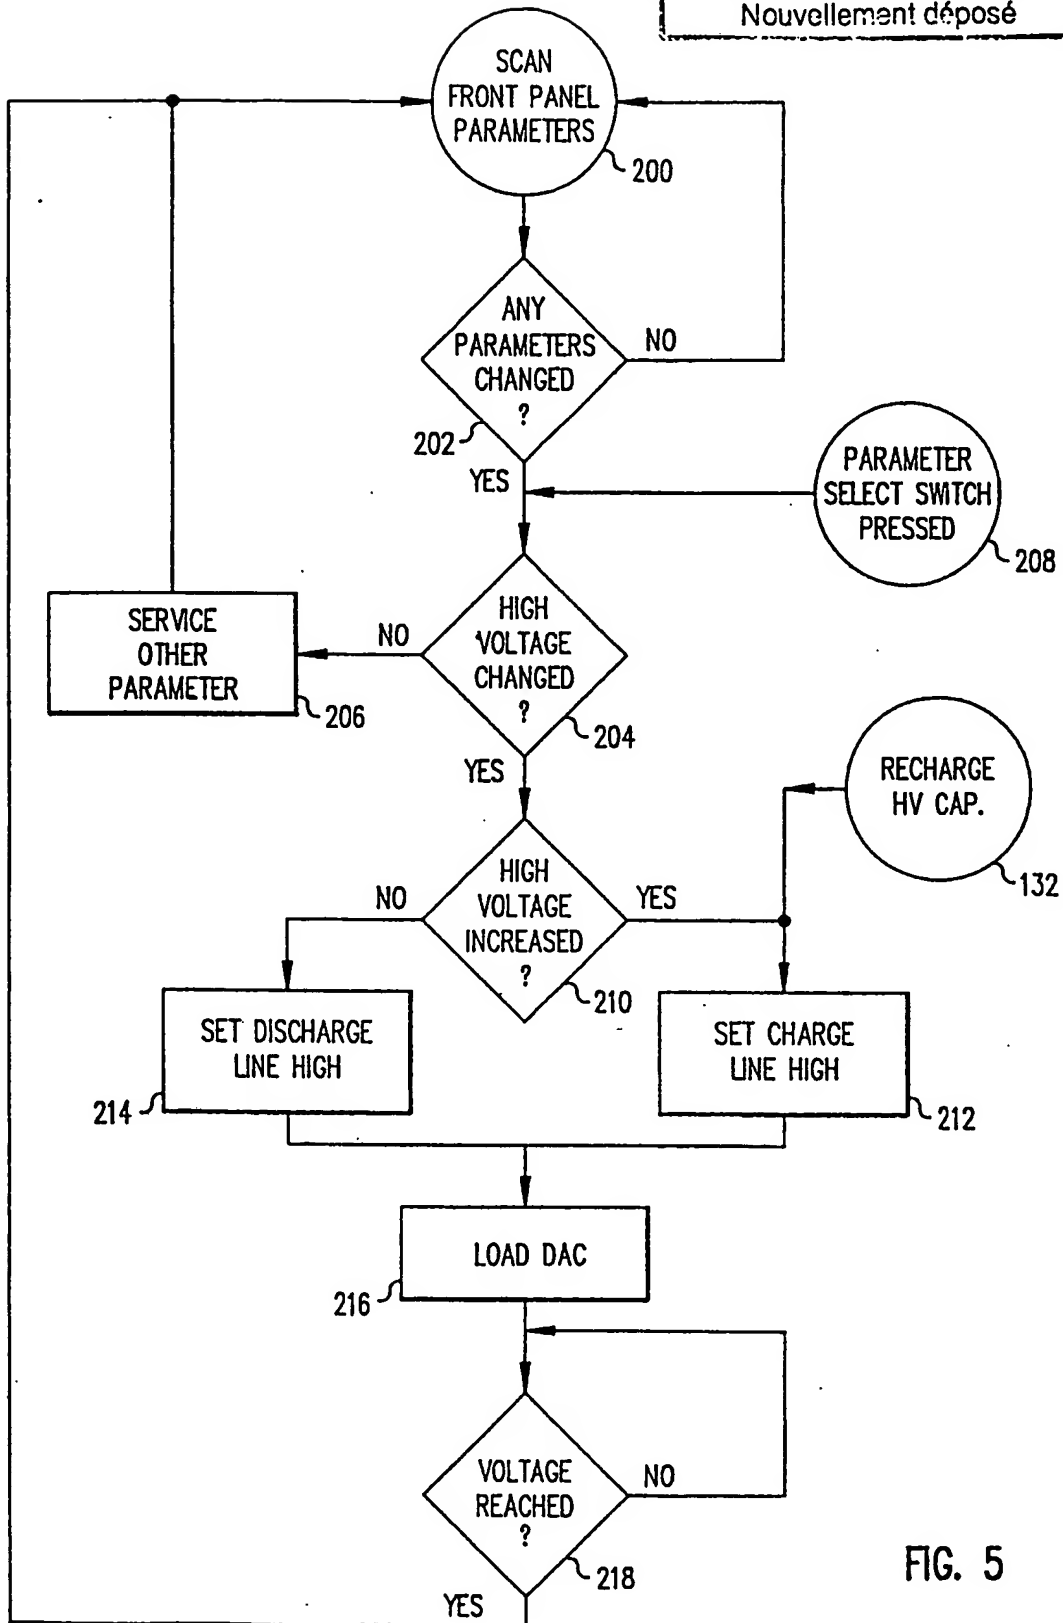 Nouvellement déposé
SCAN
FRONT PANEL
PARAMETERS
200
ANY
PARAMETERS
CHANGED
?
NO
202
YES
PARAMETER
SELECT SWITCH
PRESSED
208
HIGH
VOLTAGE
CHANGED
?
NO
SERVICE
OTHER
PARAMETER
206
204
YES
RECHARGE
HV CAP.
132
HIGH
VOLTAGE
INCREASED
?
NO
YES
210
SET DISCHARGE
LINE HIGH
214
SET CHARGE
LINE HIGH
212
LOAD DAC
216
VOLTAGE
REACHED
?
NO
218
YES
FIG. 5